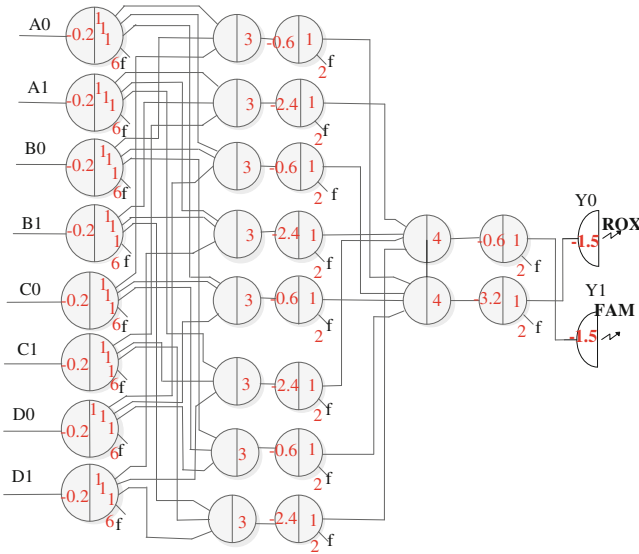 A0 -0.2 1 1 1 6 f
3 -0.6 1 2 f
A1 -0.2 1 1 1 6 f
3 -2.4 1 2 f
B0 -0.2 1 1 1 6 f
3 -0.6 1 2 f
B1 -0.2 1 1 1 6 f
3 -2.4 1 2 f
4 -0.6 1 2 f
Y0 -1.5 ROX
C0 -0.2 1 1 1 6 f
3 -0.6 1 2 f
4 -3.2 1 2 f
Y1 -1.5 FAM
C1 -0.2 1 1 1 6 f
3 -2.4 1 2 f
D0 -0.2 1 1 1 6 f
3 -0.6 1 2 f
D1 -0.2 1 1 1 6 f
3 -2.4 1 2 f